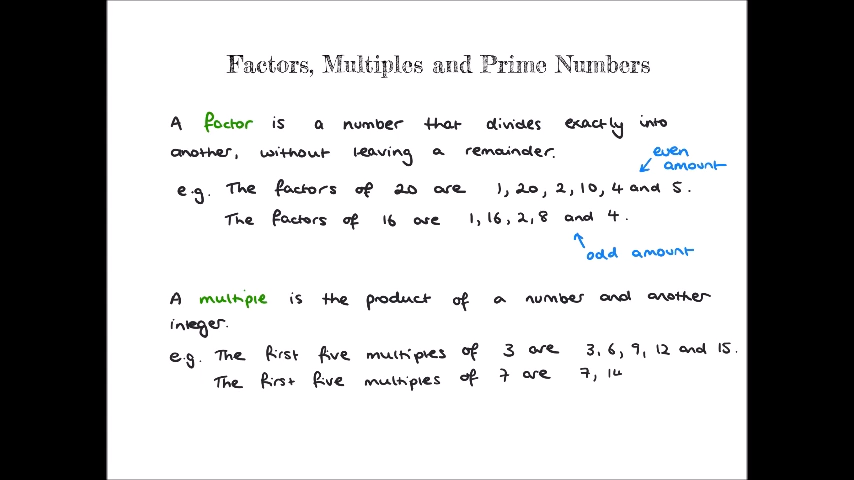 Factors, Multiples and Prime Numbers
A factor is a number that divides exactly into
another, without leaving a remainder.
even
amount
e.g. The factors of 20 are 1, 20, 2, 10, 4 and 5.
The factors of 16 are 1, 16, 2, 8 and 4.
odd amount
A multiple is the product of a number and another
integer.
e.g. The first five multiples of 3 are 3, 6, 9, 12 and 15.
The first five multiples of 7 are 7, 14